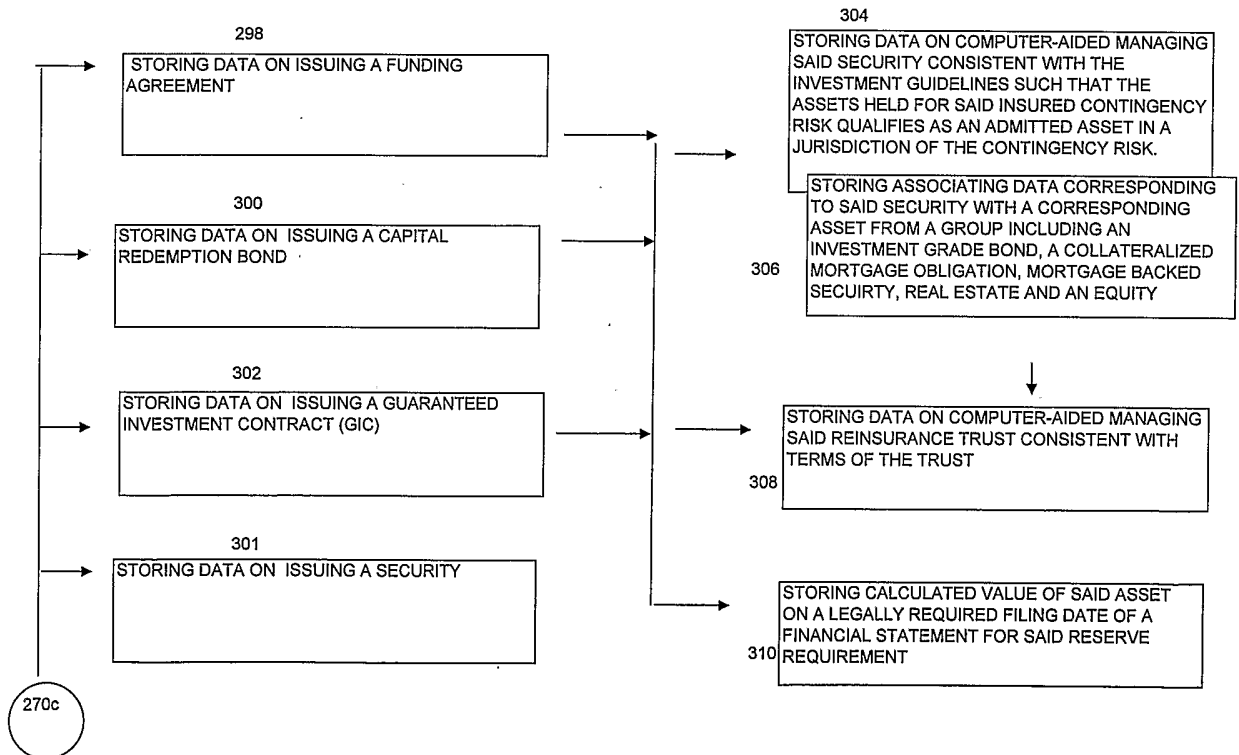 298
STORING DATA ON ISSUING A FUNDING
AGREEMENT
300
STORING DATA ON ISSUING A CAPITAL
REDEMPTION BOND
302
STORING DATA ON ISSUING A GUARANTEED
INVESTMENT CONTRACT (GIC)
301
STORING DATA ON ISSUING A SECURITY
270c
304
STORING DATA ON COMPUTER-AIDED MANAGING
SAID SECURITY CONSISTENT WITH THE
INVESTMENT GUIDELINES SUCH THAT THE
ASSETS HELD FOR SAID INSURED CONTINGENCY
RISK QUALIFIES AS AN ADMITTED ASSET IN A
JURISDICTION OF THE CONTINGENCY RISK.
STORING ASSOCIATING DATA CORRESPONDING
TO SAID SECURITY WITH A CORRESPONDING
ASSET FROM A GROUP INCLUDING AN
INVESTMENT GRADE BOND, A COLLATERALIZED
306
MORTGAGE OBLIGATION, MORTGAGE BACKED
SECUIRTY, REAL ESTATE AND AN EQUITY
STORING DATA ON COMPUTER-AIDED MANAGING
SAID REINSURANCE TRUST CONSISTENT WITH
TERMS OF THE TRUST
308
STORING CALCULATED VALUE OF SAID ASSET
ON A LEGALLY REQUIRED FILING DATE OF A
FINANCIAL STATEMENT FOR SAID RESERVE
310
REQUIREMENT